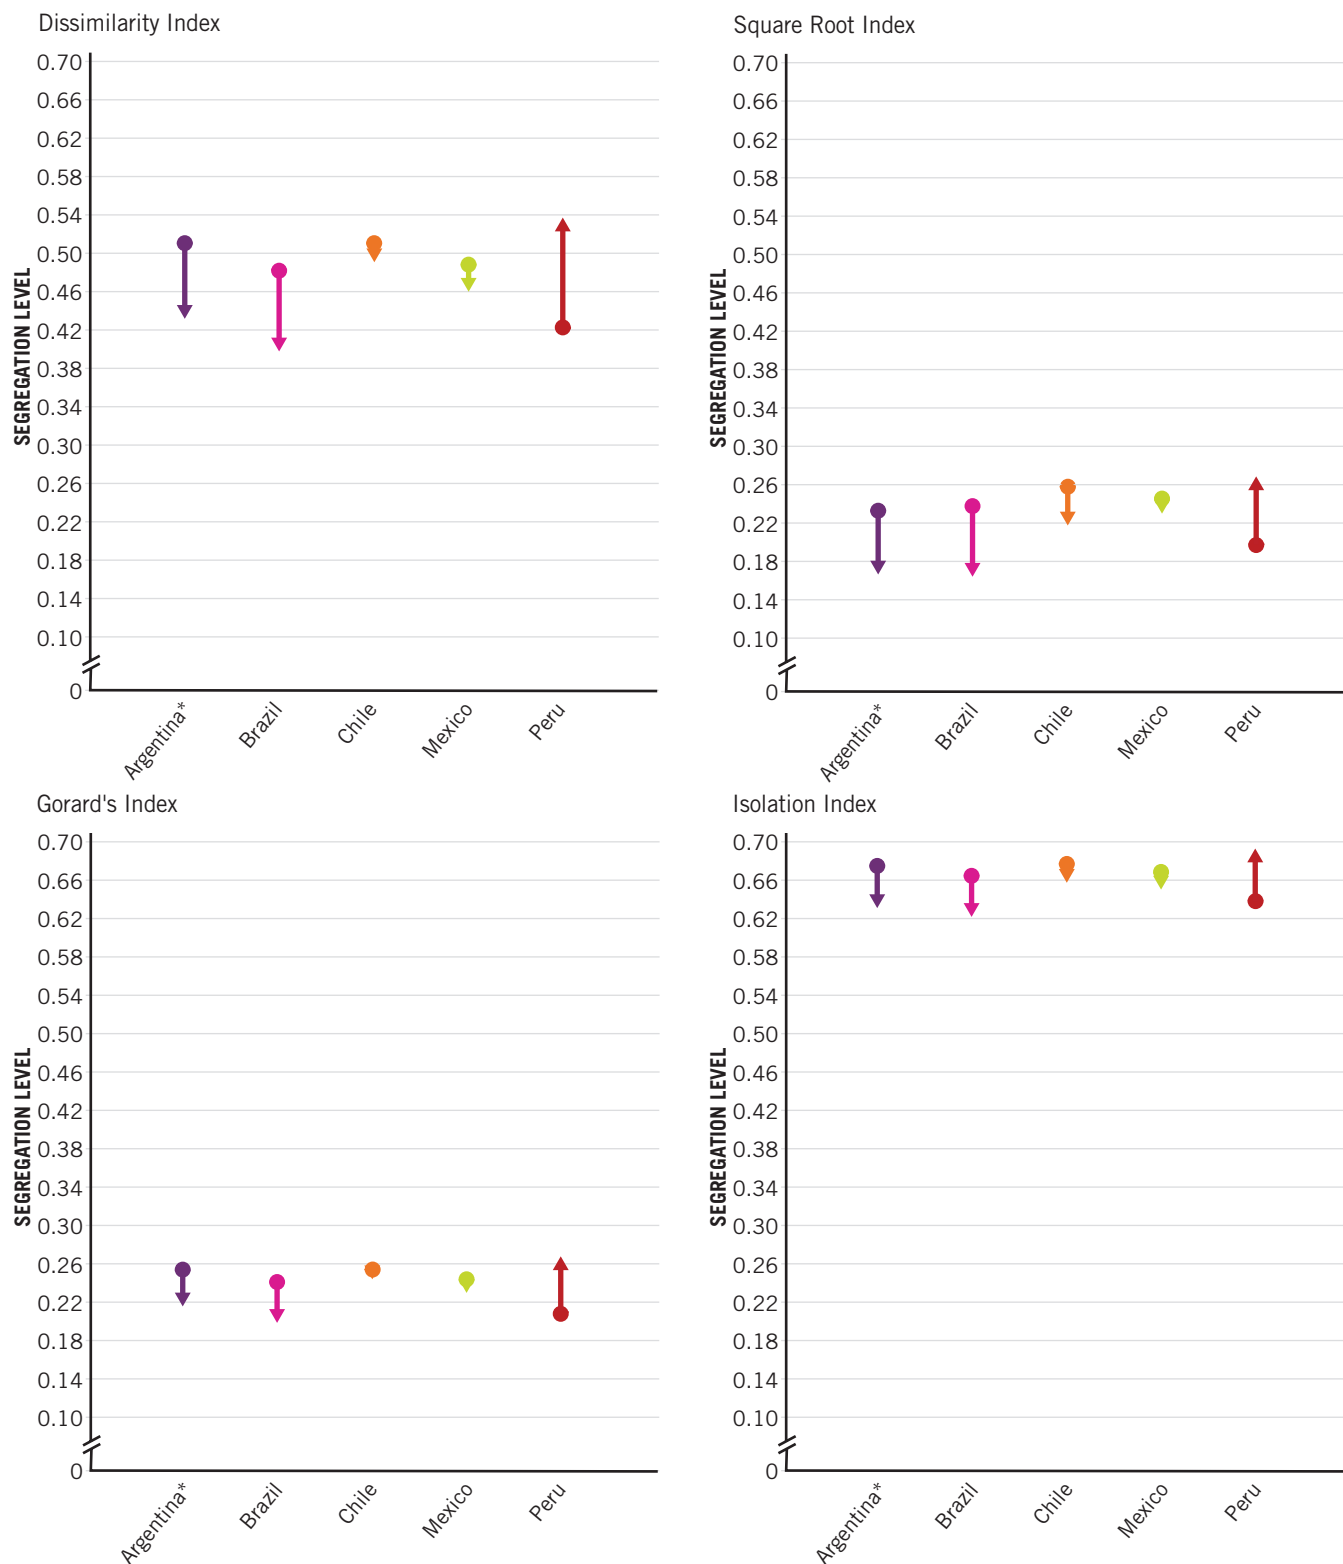 Dissimilarity Index
0.70
0.66
0.62
0.58
0.54
0.50
0.46
0.42
0.38
0.34
0.30
0.26
0.22
0.18
0.14
0.10
0
SEGREGATION LEVEL
Argentina*
Brazil
Chile
Mexico
Peru
Square Root Index
0.70
0.66
0.62
0.58
0.54
0.50
0.46
0.42
0.38
0.34
0.30
0.26
0.22
0.18
0.14
0.10
0
SEGREGATION LEVEL
Argentina*
Brazil
Chile
Mexico
Peru
Gorard's Index
0.70
0.66
0.62
0.58
0.54
0.50
0.46
0.42
0.38
0.34
0.30
0.26
0.22
0.18
0.14
0.10
0
SEGREGATION LEVEL
Argentina*
Brazil
Chile
Mexico
Peru
Isolation Index
0.70
0.66
0.62
0.58
0.54
0.50
0.46
0.42
0.38
0.34
0.30
0.26
0.22
0.18
0.14
0.10
0
SEGREGATION LEVEL
Argentina*
Brazil
Chile
Mexico
Peru